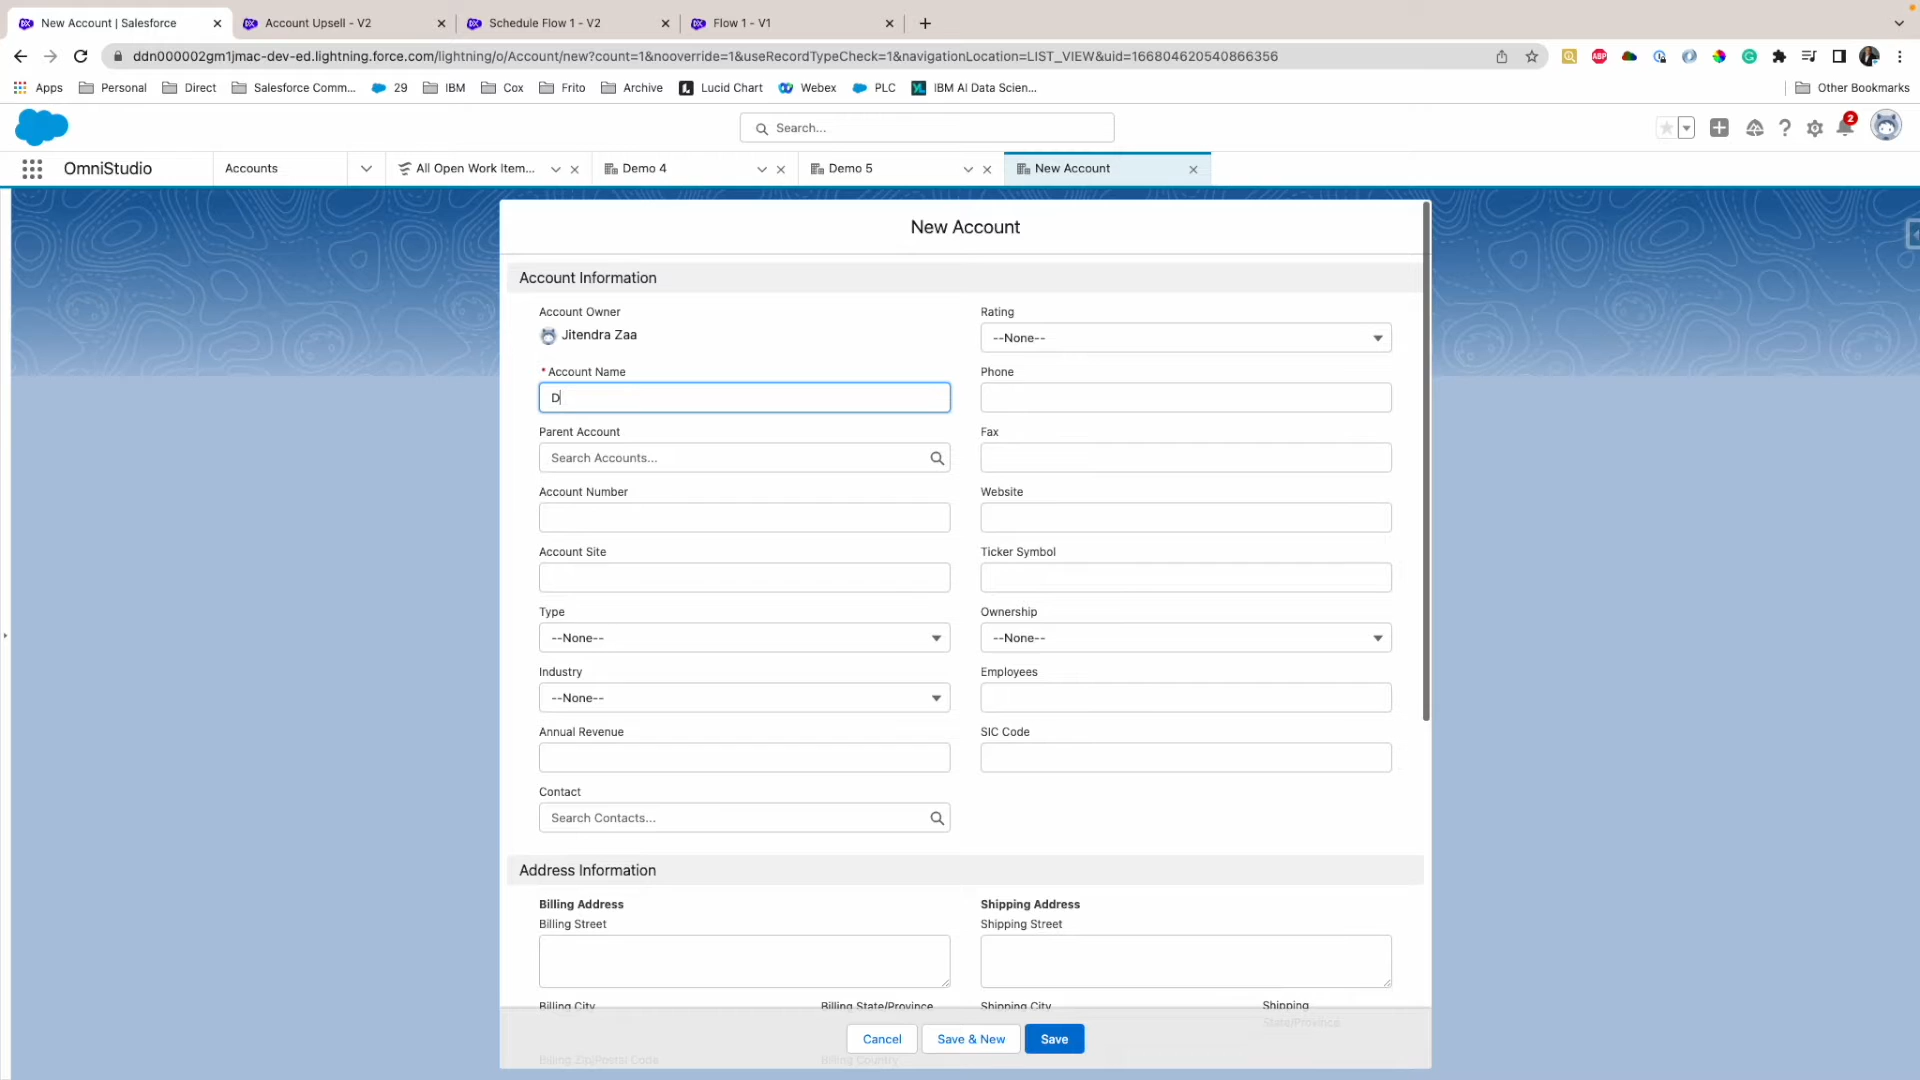 New Account | Salesforce
Account Upsell - V2
Schedule Flow 1 - V2
Flow 1 - V1
ddn000002gm1jmac-dev-ed.lightning.force.com/lightning/o/Account/new?count=1&nooverride=1&useRecordTypeCheck=1&navigationLocation=LIST_VIEW&uid=166804620540866356
ABP
Apps
Personal
Direct
Salesforce Comm...
29
IBM
Cox
Frito
Archive
Lucid Chart
Webex
PLC
IBM AI Data Scien...
Other Bookmarks
Search...
2
OmniStudio
Accounts
All Open Work Item...
Demo 4
Demo 5
New Account
New Account
Account Information
Account Owner
Jitendra Zaa
Rating
--None--
*Account Name
D
Phone
Parent Account
Search Accounts...
Fax
Account Number
Website
Account Site
Ticker Symbol
Type
--None--
Ownership
--None--
Industry
--None--
Employees
Annual Revenue
SIC Code
Contact
Search Contacts...
Address Information
Billing Address
Billing Street
Shipping Address
Shipping Street
Billing City
Billing State/Province
Shipping City
Shipping
State/Province
Cancel
Save & New
Save
Billing Zip/Postal Code
Billing Country